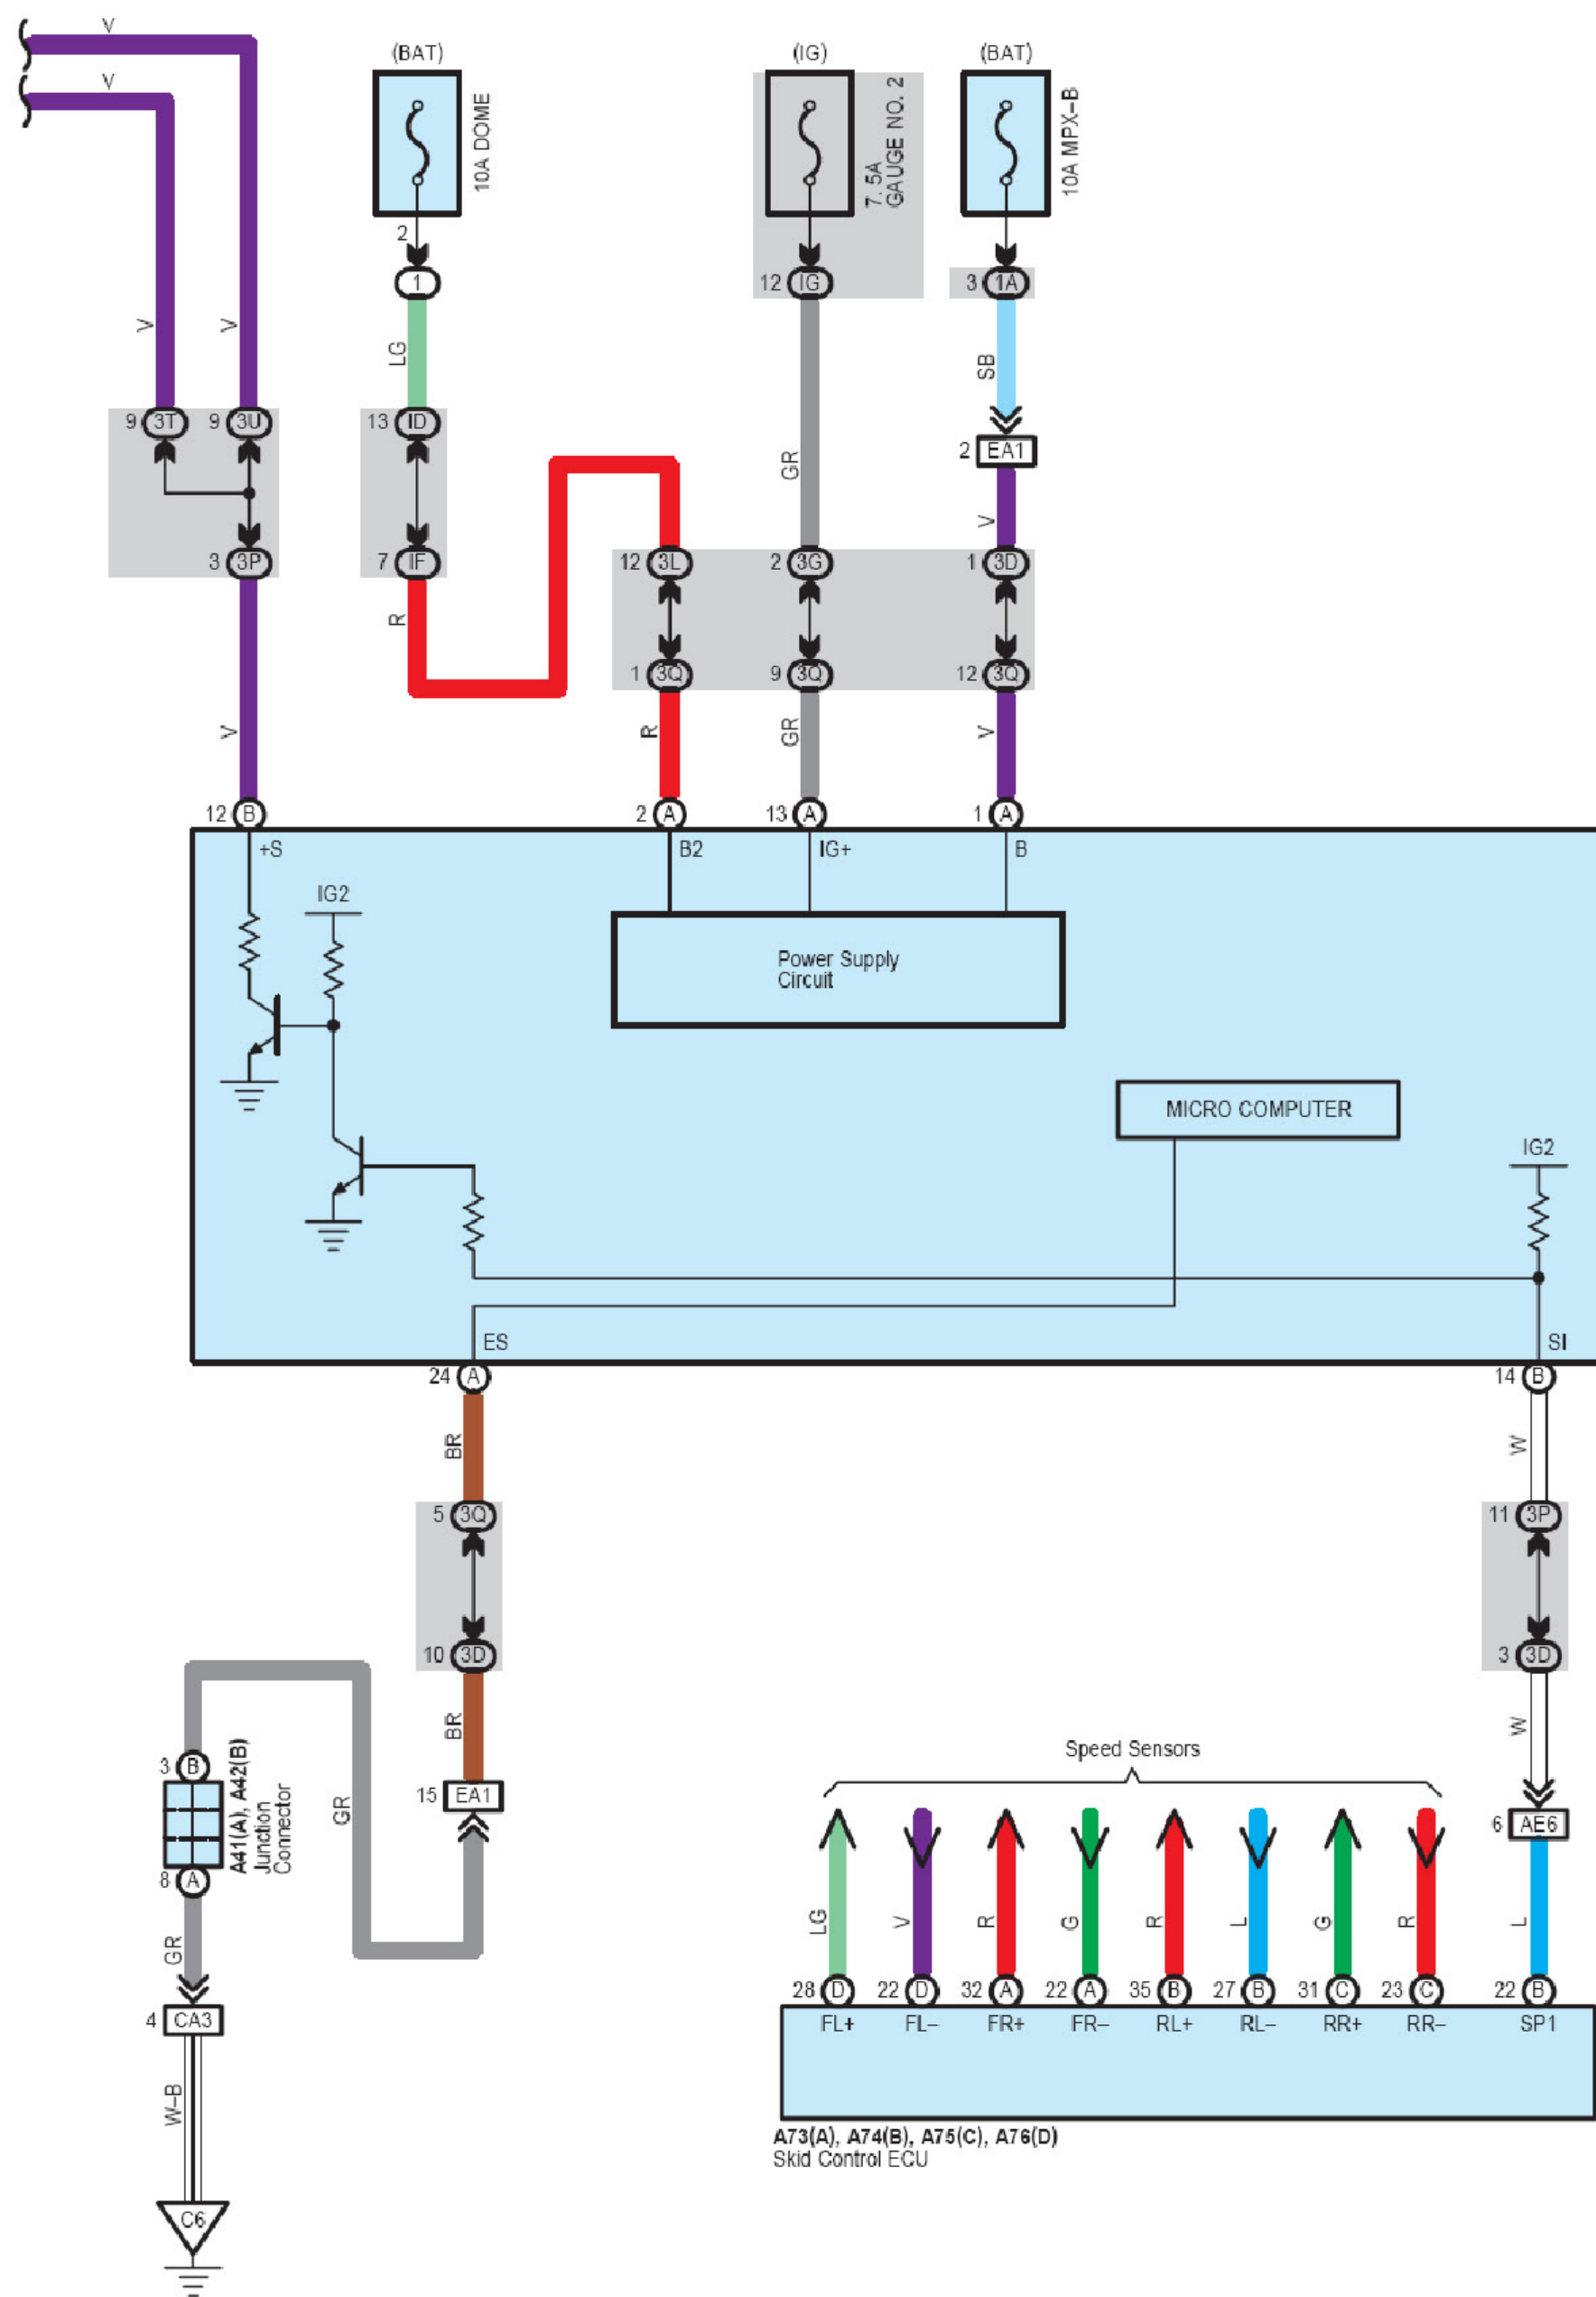 V
V
(BAT)
(IG)
(BAT)
10A DOME
7. 5A
GAUGE NO. 2
10A MPX-B
2
1
12 IG
3 1A
V
V
LG
SB
9 3T
9 3U
13 ID
GR
2 EA1
V
3 3P
7 IF
12 3L
2 3G
1 3D
R
1 3Q
9 3Q
12 3Q
V
R
GR
V
12 B
2 A
13 A
1 A
+S
B2
IG+
B
IG2
Power Supply
Circuit
MICRO COMPUTER
IG2
ES
SI
24 A
14 B
BR
W
5 3Q
11 3P
10 3D
3 3D
BR
W
3 B
A41(A), A42(B)
Junction
Connector
GR
15 EA1
Speed Sensors
6 AE6
8 A
GR
LG
V
R
G
R
L
G
R
L
28 D
22 D
32 A
22 A
35 B
27 B
31 C
23 C
22 B
4 CA3
FL+
FL-
FR+
FR-
RL+
RL-
RR+
RR-
SP1
W-B
A73(A), A74(B), A75(C), A76(D)
Skid Control ECU
C6